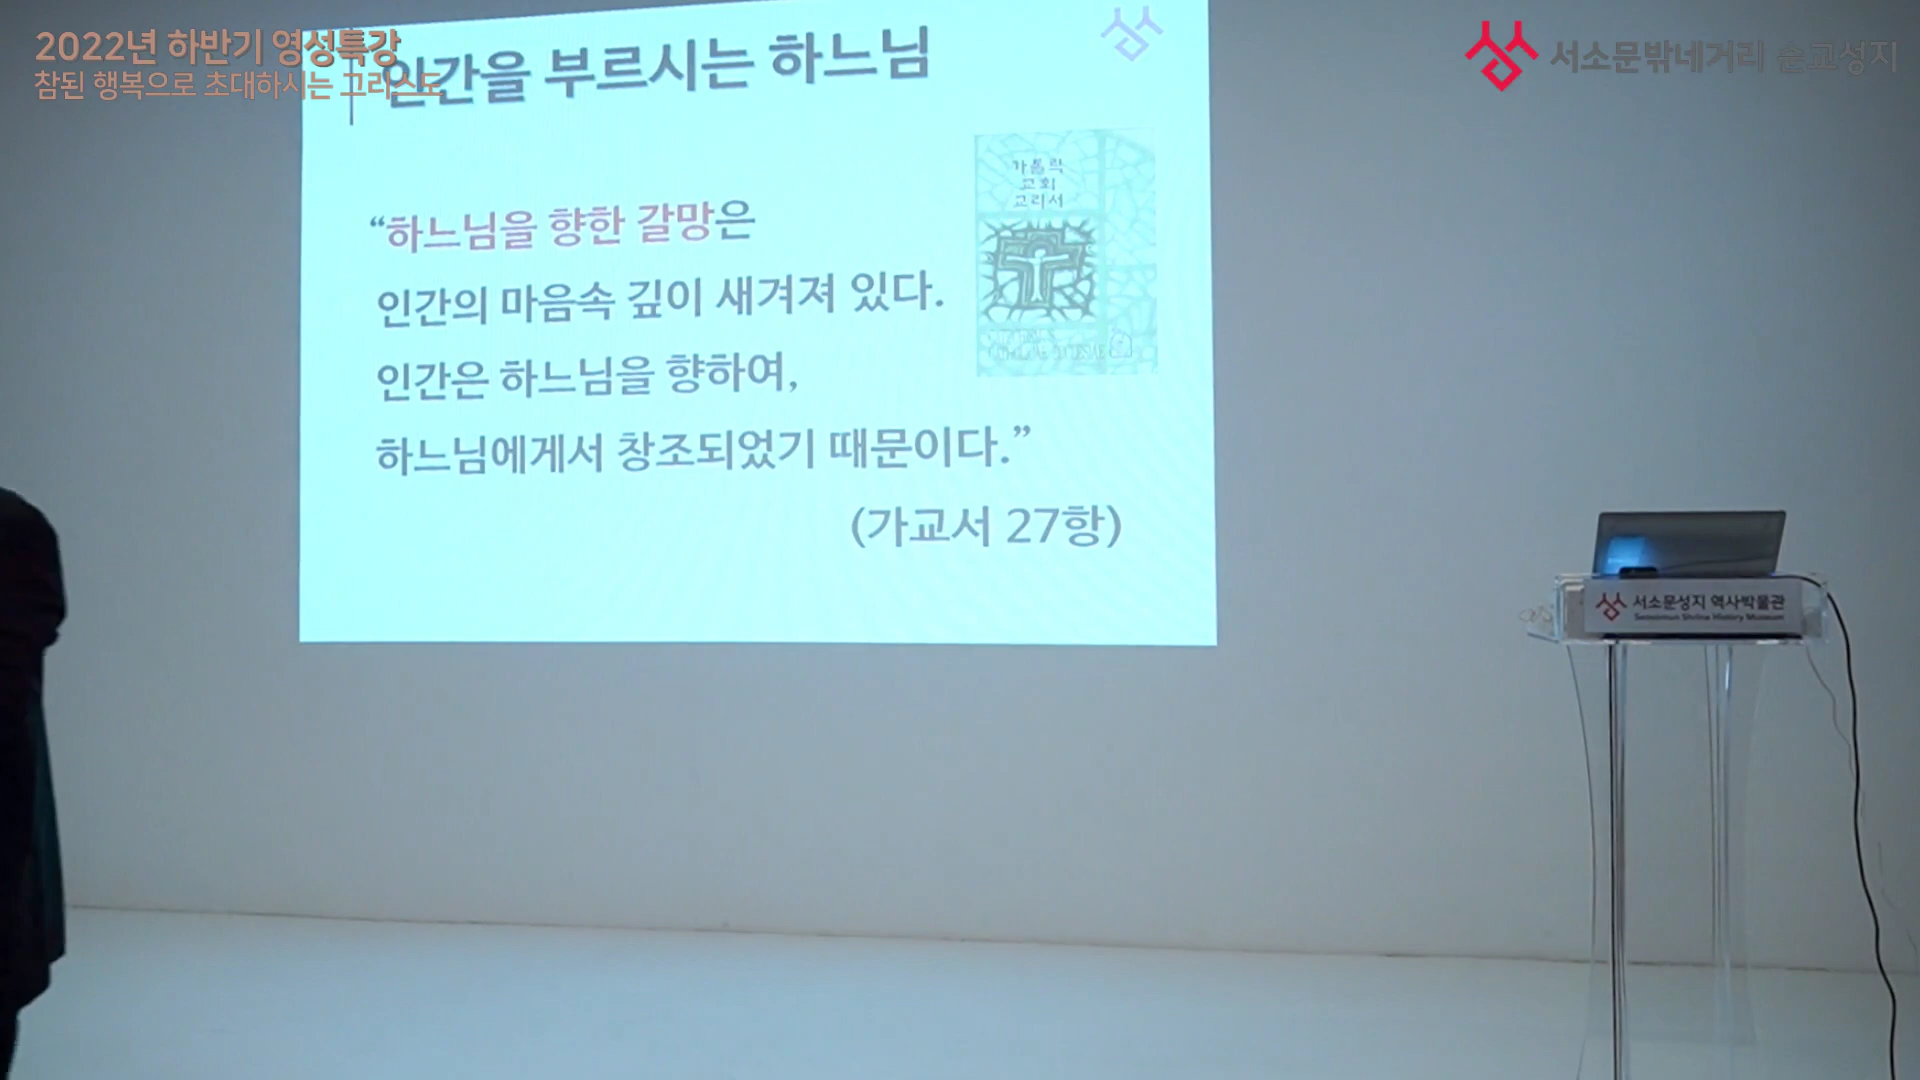 2022년 하반기 영성특강
참된 행복으로 초대하시는 그리스도
서소문밖네거리 순교성지
인간을 부르시는 하느님
“하느님을 향한 갈망은
인간의 마음속 깊이 새겨져 있다.
인간은 하느님을 향하여,
하느님에게서 창조되었기 때문이다.”
(가교서 27항)
가톨릭
교회
교리서
서소문성지 역사박물관
Seosomun Shrine History Museum